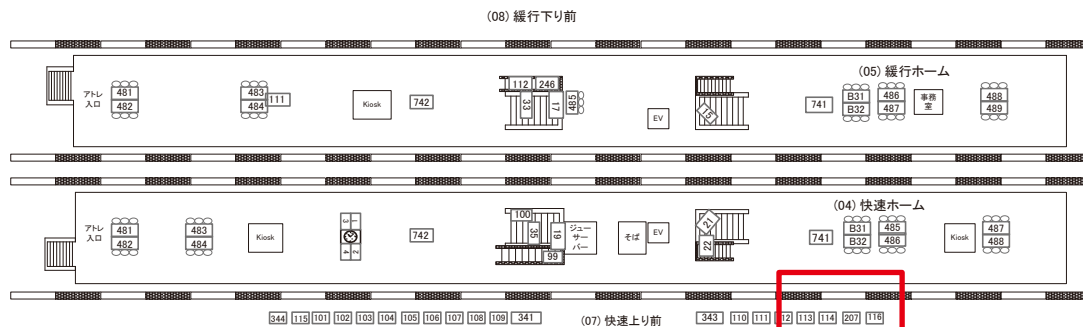 (08) 緩行下り前
(05) 緩行ホーム
アトレ
入口
481
482
483
484
111
Kiosk
742
112
246
33
17
485
EV
15
741
B31
B32
486
487
事務
室
488
489
(04) 快速ホーム
アトレ
入口
481
482
483
484
Kiosk
1
3
2
4
742
100
35
19
99
ジュー
サー
バー
そば
EV
21
22
741
B31
B32
485
486
Kiosk
487
488
344 115 101 102 103 104 105 106 107 108 109 341 (07) 快速上り前 343 110 111 112 113 114 207 116